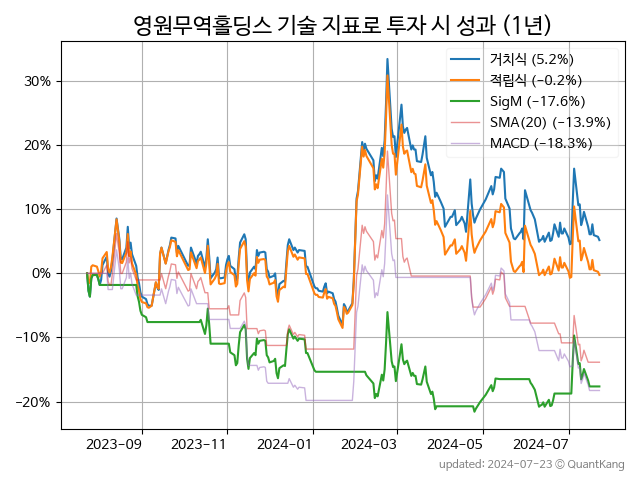 영원무역홀딩스 기술 지표로 투자 시 성과 (1년)
거치식 (5.2%)
적립식 (−0.2%)
SigM (−17.6%)
SMA(20) (−13.9%)
MACD (−18.3%)
30%
20%
10%
0%
−10%
−20%
2023-09
2023-11
2024-01
2024-03
2024-05
2024-07
updated: 2024-07-23 © QuantKang